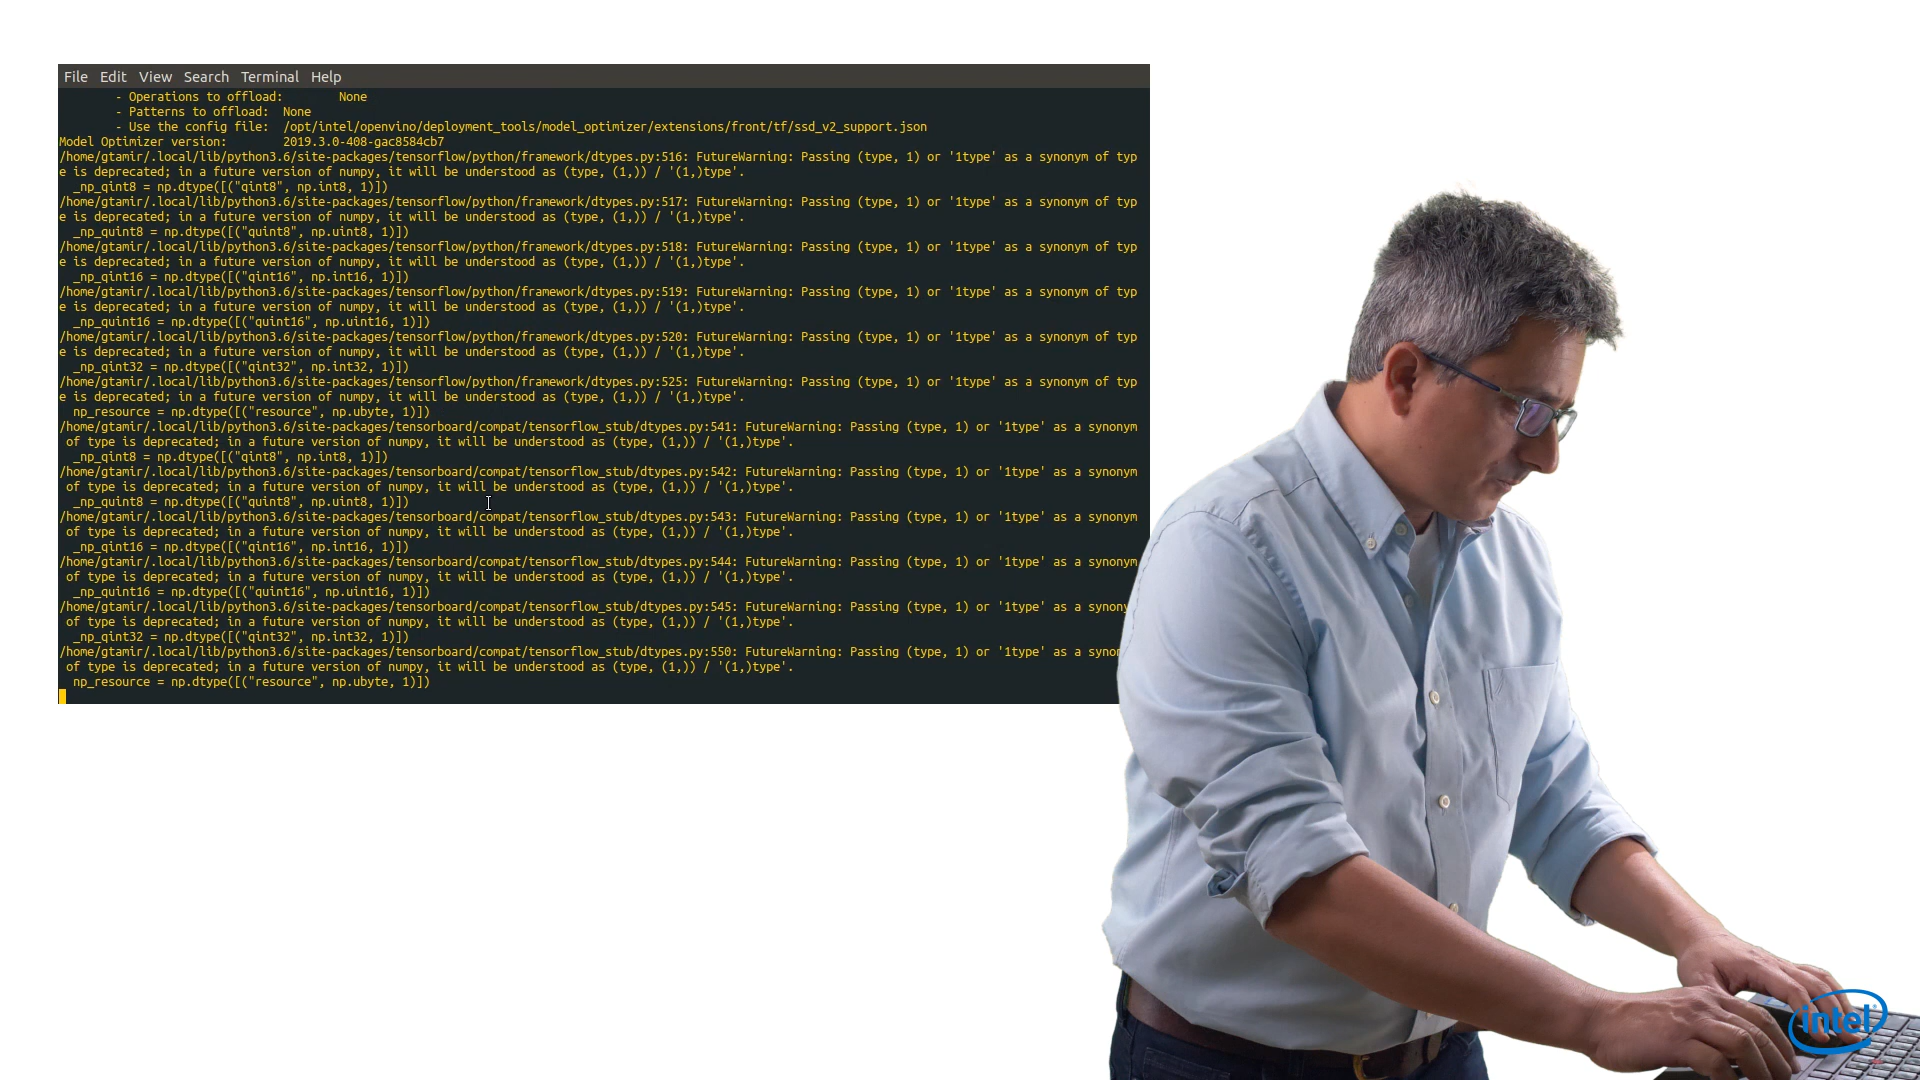 File Edit View Search Terminal Help
- Operations to offload: None
- Patterns to offload: None
- Use the config file: /opt/intel/openvino/deployment_tools/model_optimizer/extensions/front/tf/ssd_v2_support.json
Model Optimizer version: 2019.3.0-408-gac8584cb7
/home/gtamir/.local/lib/python3.6/site-packages/tensorflow/python/framework/dtypes.py:516: FutureWarning: Passing (type, 1) or '1type' as a synonym of typ
e is deprecated; in a future version of numpy, it will be understood as (type, (1,)) / '(1,)type'.
_np_qint8 = np.dtype([("qint8", np.int8, 1)])
/home/gtamir/.local/lib/python3.6/site-packages/tensorflow/python/framework/dtypes.py:517: FutureWarning: Passing (type, 1) or '1type' as a synonym of typ
e is deprecated; in a future version of numpy, it will be understood as (type, (1,)) / '(1,)type'.
_np_quint8 = np.dtype([("quint8", np.uint8, 1)])
/home/gtamir/.local/lib/python3.6/site-packages/tensorflow/python/framework/dtypes.py:518: FutureWarning: Passing (type, 1) or '1type' as a synonym of typ
e is deprecated; in a future version of numpy, it will be understood as (type, (1,)) / '(1,)type'.
_np_qint16 = np.dtype([("qint16", np.int16, 1)])
/home/gtamir/.local/lib/python3.6/site-packages/tensorflow/python/framework/dtypes.py:519: FutureWarning: Passing (type, 1) or '1type' as a synonym of typ
e is deprecated; in a future version of numpy, it will be understood as (type, (1,)) / '(1,)type'.
_np_quint16 = np.dtype([("quint16", np.uint16, 1)])
/home/gtamir/.local/lib/python3.6/site-packages/tensorflow/python/framework/dtypes.py:520: FutureWarning: Passing (type, 1) or '1type' as a synonym of typ
e is deprecated; in a future version of numpy, it will be understood as (type, (1,)) / '(1,)type'.
_np_qint32 = np.dtype([("qint32", np.int32, 1)])
/home/gtamir/.local/lib/python3.6/site-packages/tensorflow/python/framework/dtypes.py:525: FutureWarning: Passing (type, 1) or '1type' as a synonym of typ
e is deprecated; in a future version of numpy, it will be understood as (type, (1,)) / '(1,)type'.
np_resource = np.dtype([("resource", np.ubyte, 1)])
/home/gtamir/.local/lib/python3.6/site-packages/tensorboard/compat/tensorflow_stub/dtypes.py:541: FutureWarning: Passing (type, 1) or '1type' as a synonym
of type is deprecated; in a future version of numpy, it will be understood as (type, (1,)) / '(1,)type'.
_np_qint8 = np.dtype([("qint8", np.int8, 1)])
/home/gtamir/.local/lib/python3.6/site-packages/tensorboard/compat/tensorflow_stub/dtypes.py:542: FutureWarning: Passing (type, 1) or '1type' as a synonym
of type is deprecated; in a future version of numpy, it will be understood as (type, (1,)) / '(1,)type'.
_np_quint8 = np.dtype([("quint8", np.uint8, 1)])
/home/gtamir/.local/lib/python3.6/site-packages/tensorboard/compat/tensorflow_stub/dtypes.py:543: FutureWarning: Passing (type, 1) or '1type' as a synonym
of type is deprecated; in a future version of numpy, it will be understood as (type, (1,)) / '(1,)type'.
_np_qint16 = np.dtype([("qint16", np.int16, 1)])
/home/gtamir/.local/lib/python3.6/site-packages/tensorboard/compat/tensorflow_stub/dtypes.py:544: FutureWarning: Passing (type, 1) or '1type' as a synonym
of type is deprecated; in a future version of numpy, it will be understood as (type, (1,)) / '(1,)type'.
_np_quint16 = np.dtype([("quint16", np.uint16, 1)])
/home/gtamir/.local/lib/python3.6/site-packages/tensorboard/compat/tensorflow_stub/dtypes.py:545: FutureWarning: Passing (type, 1) or '1type' as a synony
of type is deprecated; in a future version of numpy, it will be understood as (type, (1,)) / '(1,)type'.
_np_qint32 = np.dtype([("qint32", np.int32, 1)])
/home/gtamir/.local/lib/python3.6/site-packages/tensorboard/compat/tensorflow_stub/dtypes.py:550: FutureWarning: Passing (type, 1) or '1type' as a syno
of type is deprecated; in a future version of numpy, it will be understood as (type, (1,)) / '(1,)type'.
np_resource = np.dtype([("resource", np.ubyte, 1)])
intel